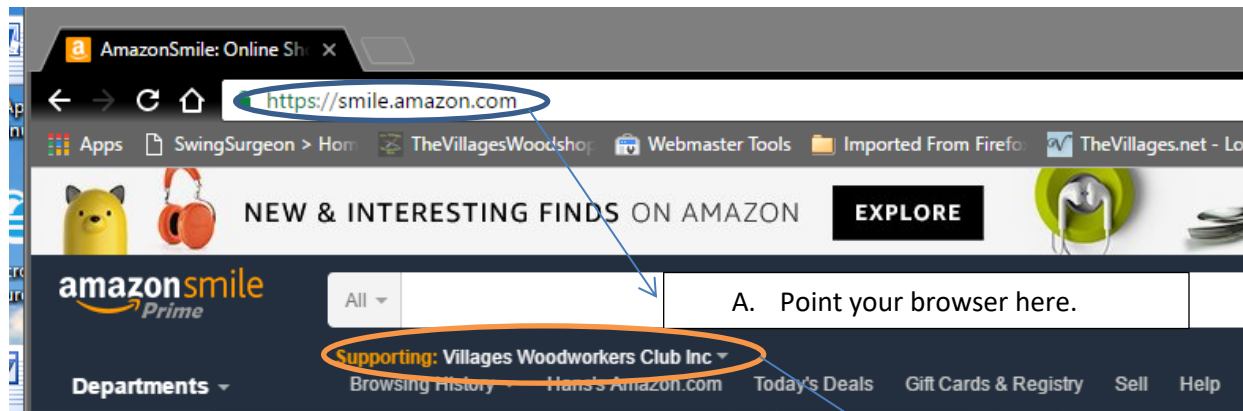 AmazonSmile: Online Sh
https://smile.amazon.com
Apps SwingSurgeon > Hom TheVillagesWoodshop Webmaster Tools Imported From Firefo TheVillages.net - Lo
NEW & INTERESTING FINDS ON AMAZON EXPLORE
amazonsmile
Prime
All
A. Point your browser here.
Supporting: Villages Woodworkers Club Inc
Departments Browsing History Hans's Amazon.com Today's Deals Gift Cards & Registry Sell Help